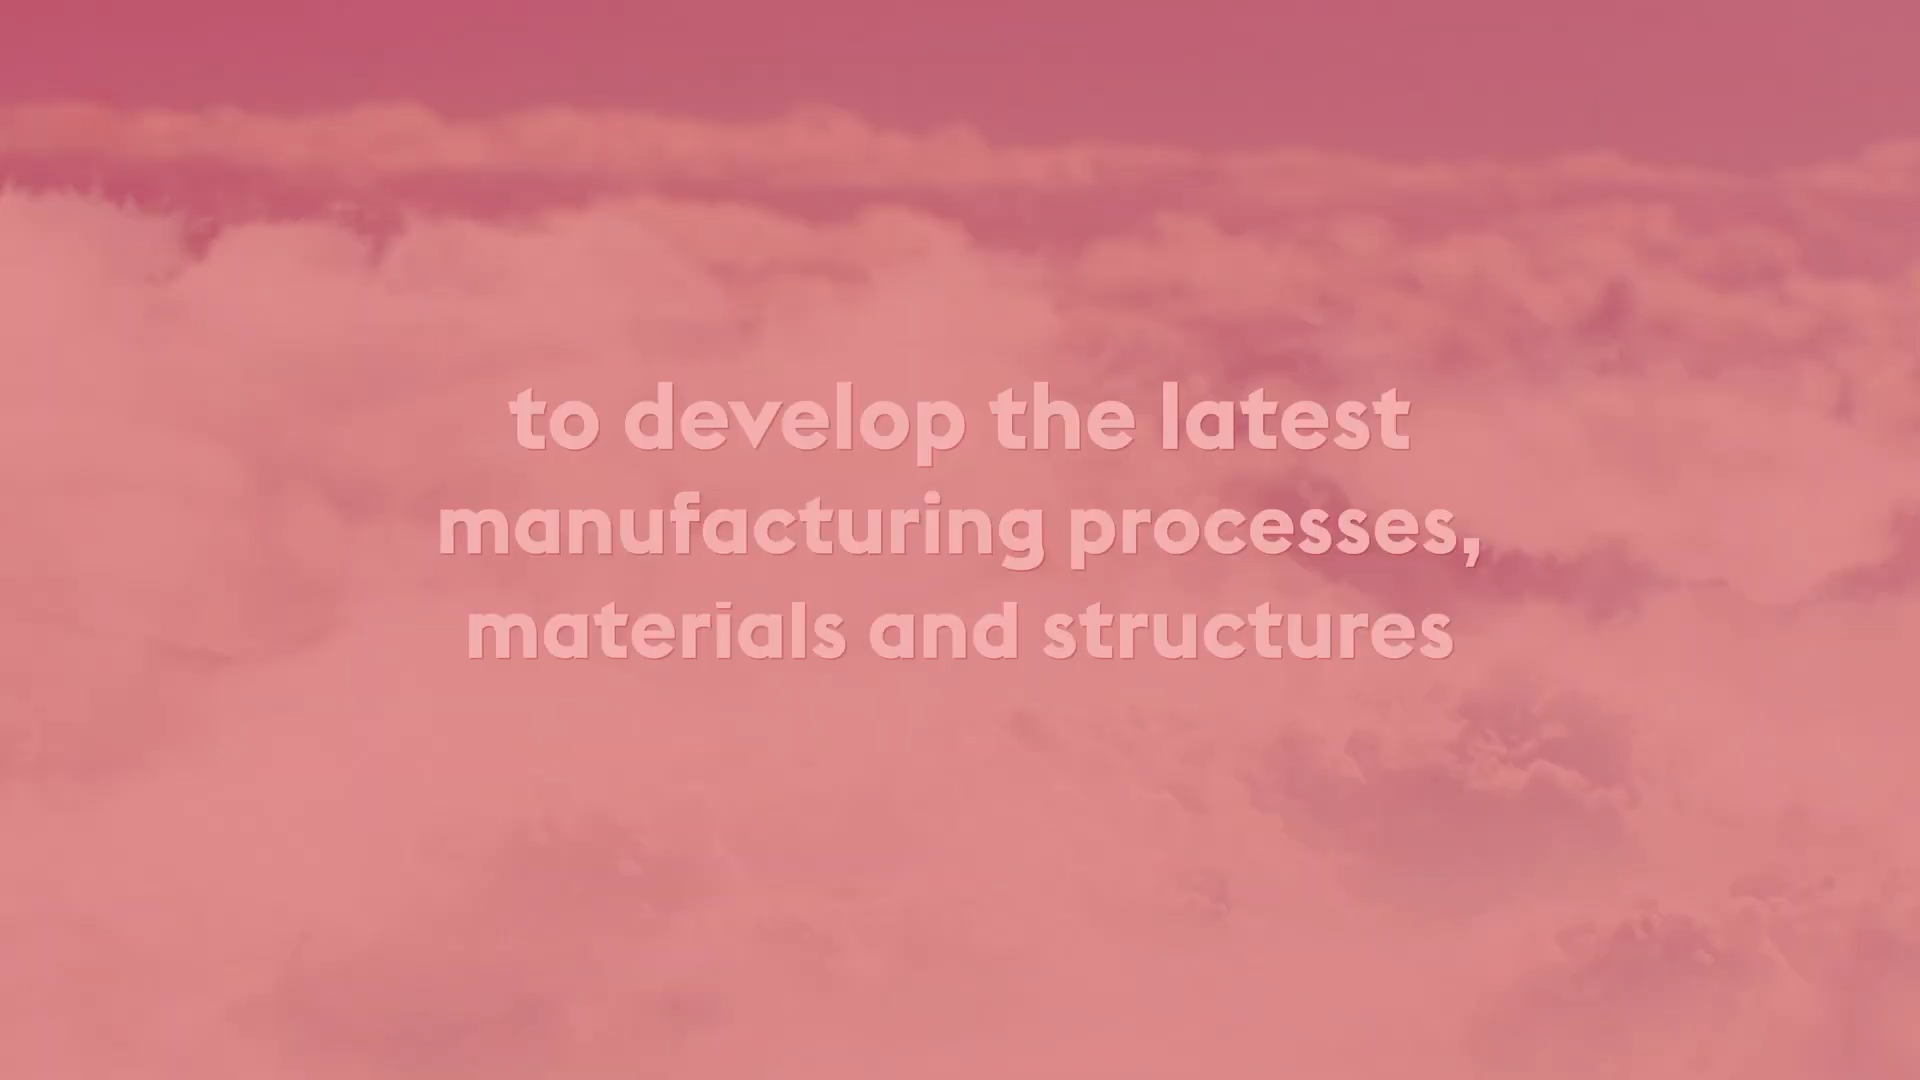 to develop the latest
manufacturing processes,
materials and structures